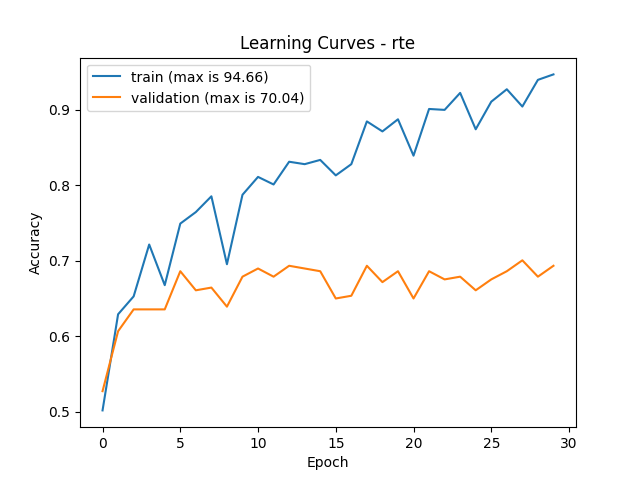 Learning Curves - rte
train (max is 94.66)
validation (max is 70.04)
Accuracy
0.9
0.8
0.7
0.6
0.5
0 5 10 15 20 25 30
Epoch